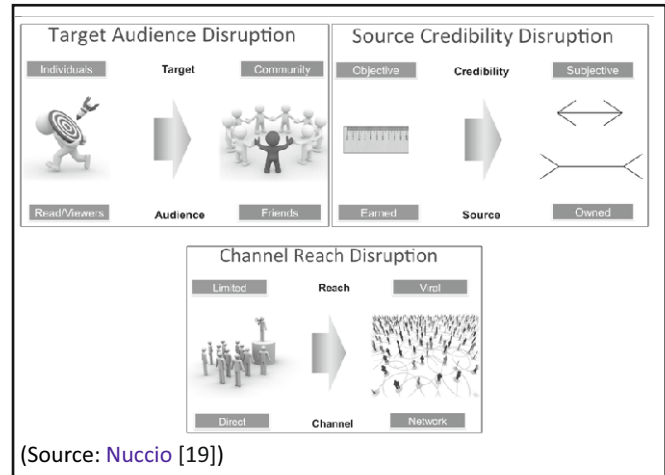 Target Audience Disruption
Individuals Target Community
Read/Viewers Audience Friends
Source Credibility Disruption
Objective Credibility Subjective
Earned Source Owned
Channel Reach Disruption
Limited Reach Viral
Direct Channel Network
(Source: Nuccio [19])